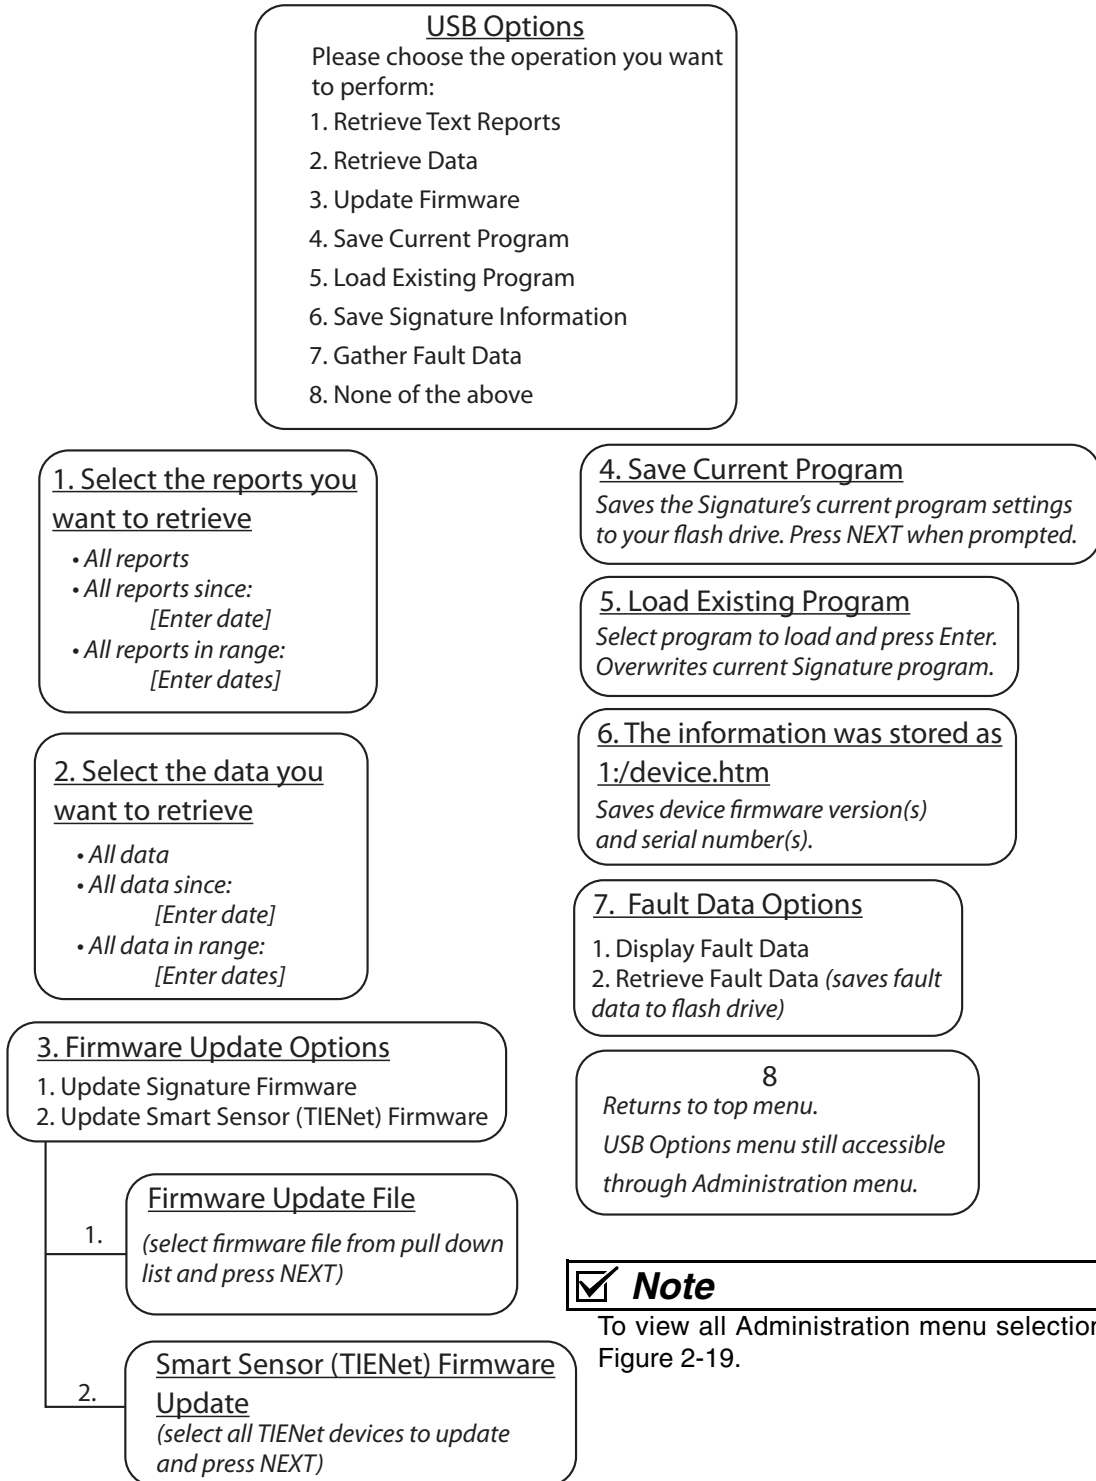 USB Options
Please choose the operation you want
to perform:
1. Retrieve Text Reports
2. Retrieve Data
3. Update Firmware
4. Save Current Program
5. Load Existing Program
6. Save Signature Information
7. Gather Fault Data
8. None of the above
1. Select the reports you
want to retrieve
• All reports
• All reports since:
[Enter date]
• All reports in range:
[Enter dates]
2. Select the data you
want to retrieve
• All data
• All data since:
[Enter date]
• All data in range:
[Enter dates]
3. Firmware Update Options
1. Update Signature Firmware
2. Update Smart Sensor (TIENet) Firmware
1.
Firmware Update File
(select firmware file from pull down
list and press NEXT)
2.
Smart Sensor (TIENet) Firmware
Update
(select all TIENet devices to update
and press NEXT)
4. Save Current Program
Saves the Signature's current program settings
to your flash drive. Press NEXT when prompted.
5. Load Existing Program
Select program to load and press Enter.
Overwrites current Signature program.
6. The information was stored as
1:/device.htm
Saves device firmware version(s)
and serial number(s).
7. Fault Data Options
1. Display Fault Data
2. Retrieve Fault Data (saves fault
data to flash drive)
8
Returns to top menu.
USB Options menu still accessible
through Administration menu.
Note
To view all Administration menu selection
Figure 2-19.